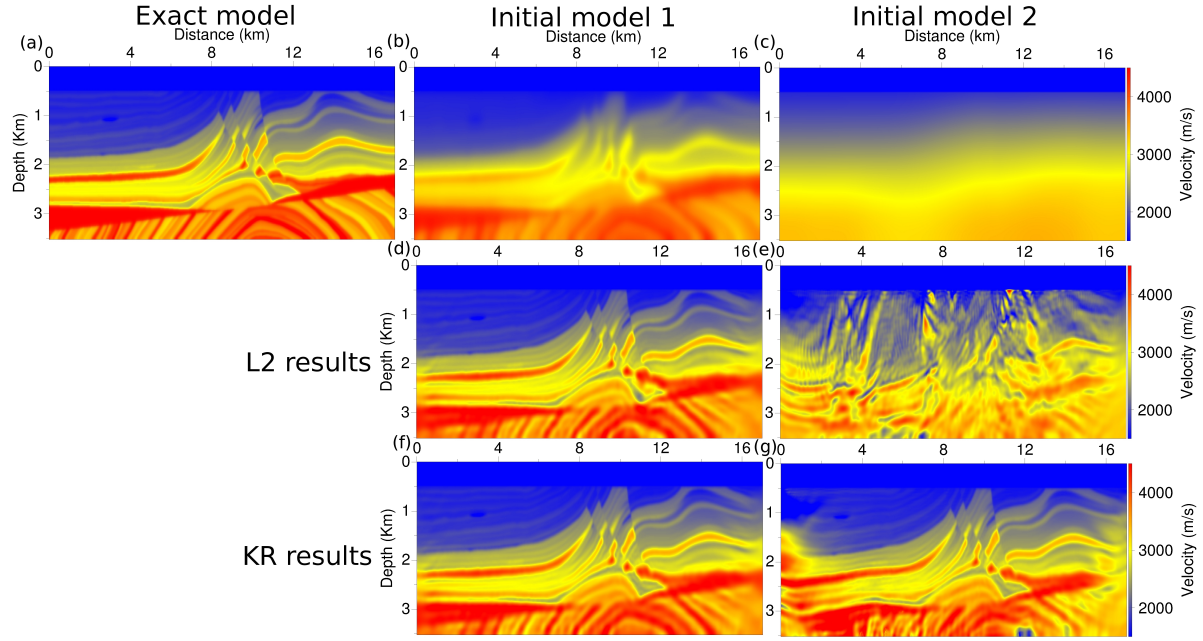 Exact model Initial model 1 Initial model 2
Distance (km) Distance (km) Distance (km)
(a) 0 4 8 12 16 (b) 0 4 8 12 16 (c) 0 4 8 12 16
0 0 0
1 1 1 4000
Depth (Km) 2 2 2 3000 Velocity (m/s)
3 3 3 2000
(d) 0 4 8 12 16 (e) 0 4 8 12 16
0 0 4000
1 1
L2 results Depth (Km) 2 2 3000 Velocity (m/s)
3 3 2000
(f) 0 4 8 12 16 (g) 0 4 8 12 16
0 0 4000
1 1
KR results Depth (Km) 2 2 3000 Velocity (m/s)
3 3 2000